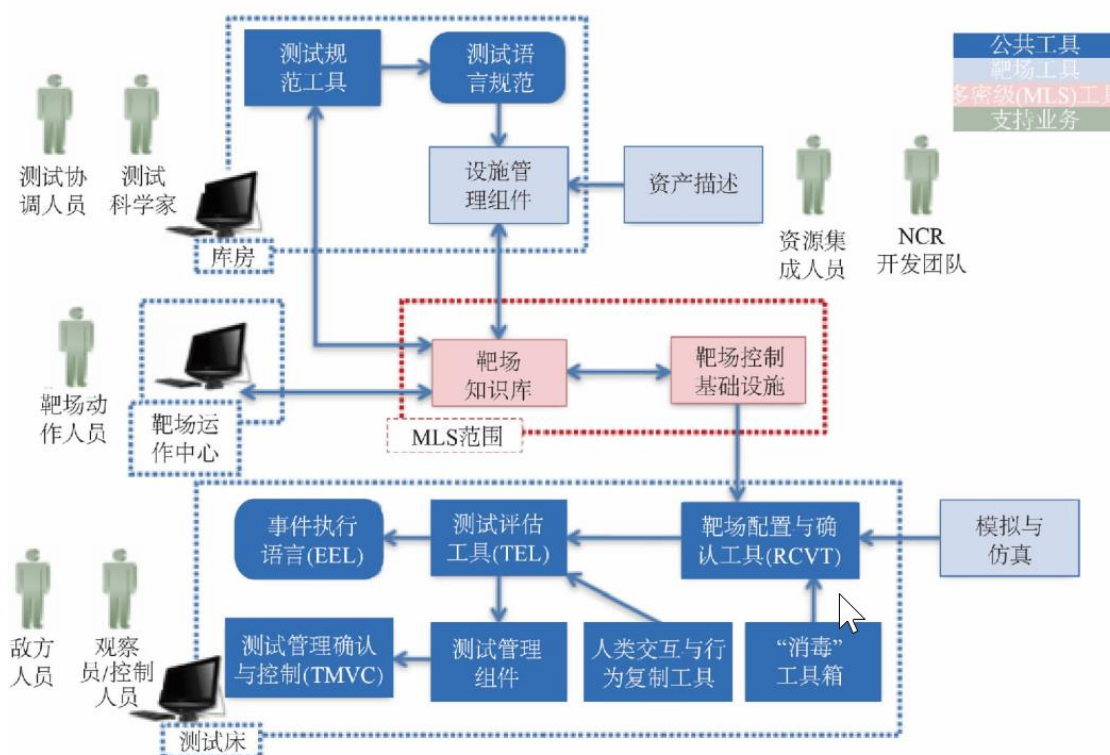 测试规
范工具
测试语
言规范
公共工具
靶场工具
多密级(MLS)工具
支持业务
测试协
调人员
测试
科学家
设施管
理组件
资产描述
资源集
成人员
NCR
开发团队
库房
靶场动
作人员
靶场运
作中心
靶场
知识库
靶场控制
基础设施
MLS范围
事件执行
语言(EEL)
测试评估
工具(TEL)
靶场配置与确
认工具(RCVT)
模拟与
仿真
敌方
人员
观察
员/控制
人员
测试管理确认
与控制(TMVC)
测试管理
组件
人类交互与行
为复制工具
“消毒”
工具箱
测试床